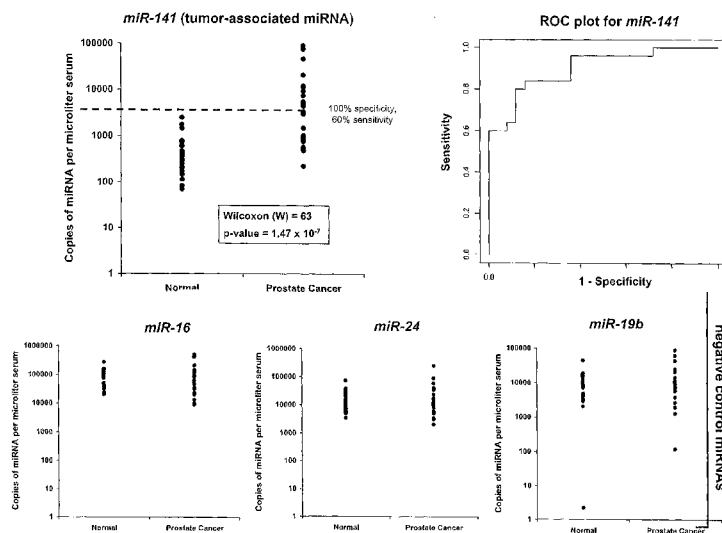 miR-141 (tumor-associated miRNA)
Copies of miRNA per microliter serum
100000
10000
1000
100
10
1
100% specificity,
60% sensitivity
Wilcoxon (W) = 63
p-value = 1.47 x 10⁻⁷
Normal
Prostate Cancer
ROC plot for miR-141
Sensitivity
1.0
0.8
0.6
0.4
0.2
0.0
0.0
1 - Specificity
miR-16
Copies of miRNA per microliter serum
1000000
100000
10000
1000
100
10
1
Normal
Prostate Cancer
miR-24
Copies of miRNA per microliter serum
1000000
100000
10000
1000
100
10
1
Normal
Prostate Cancer
miR-19b
Copies of miRNA per microliter serum
100000
10000
1000
100
10
1
Normal
Prostate Cancer
negative control miRNAs